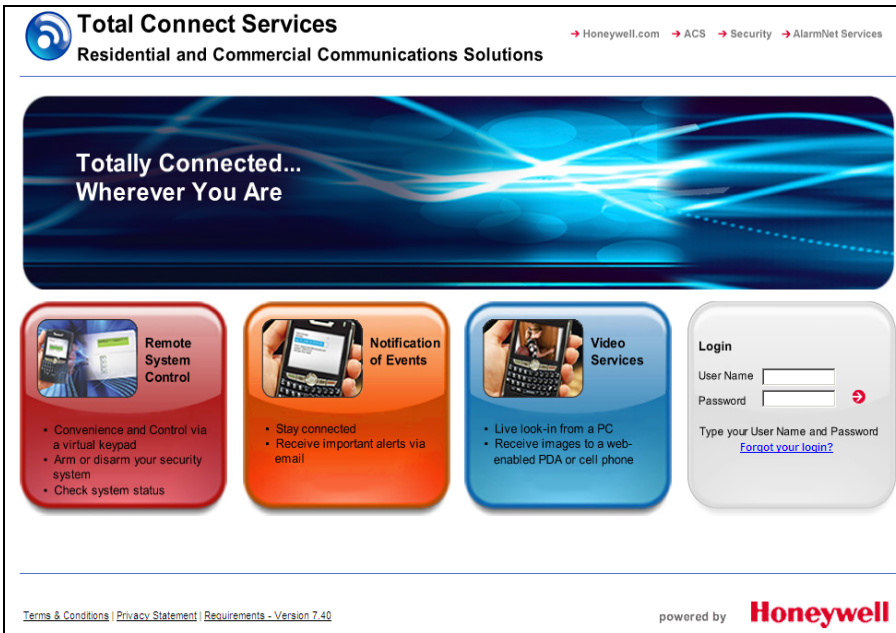 Total Connect Services
Residential and Commercial Communications Solutions
Honeywell.com ACS Security AlarmNet Services
Totally Connected...
Wherever You Are
Remote
System
Control
• Convenience and Control via
a virtual keypad
• Arm or disarm your security
system
• Check system status
Notification
of Events
• Stay connected
• Receive important alerts via
email
Video
Services
• Live look-in from a PC
• Receive images to a web-
enabled PDA or cell phone
Login
User Name
Password
Type your User Name and Password
Forgot your login?
Terms & Conditions | Privacy Statement | Requirements - Version 7.40
powered by Honeywell